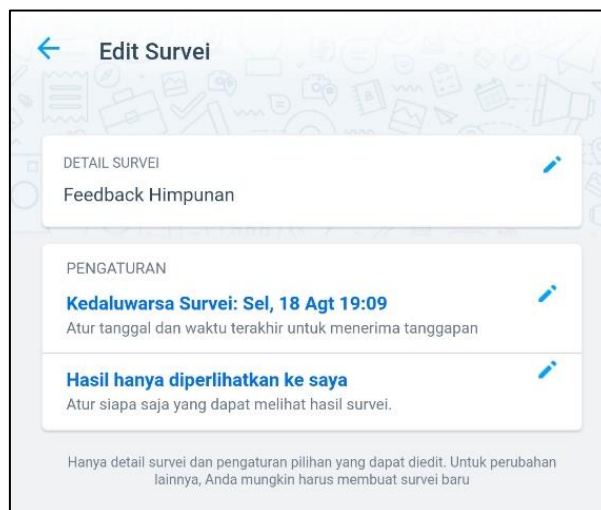 Edit Survei
DETAIL SURVEI
Feedback Himpunan
PENGATURAN
Kedaluwarsa Survei: Sel, 18 Agt 19:09
Atur tanggal dan waktu terakhir untuk menerima tanggapan
Hasil hanya diperlihatkan ke saya
Atur siapa saja yang dapat melihat hasil survei.
Hanya detail survei dan pengaturan pilihan yang dapat diedit. Untuk perubahan
lainnya, Anda mungkin harus membuat survei baru